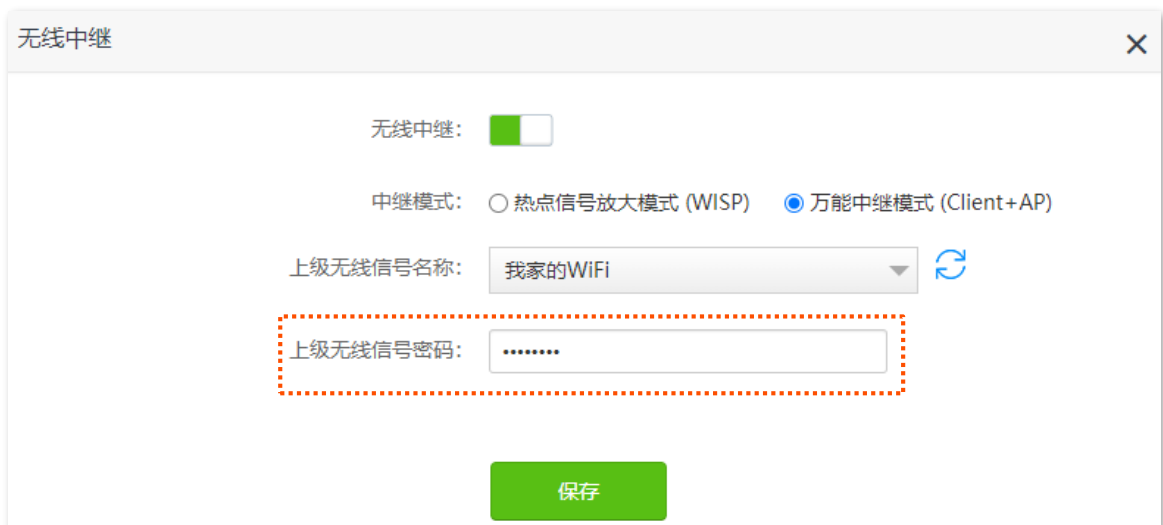 无线中继
无线中继：
中继模式： 热点信号放大模式 (WISP) 万能中继模式 (Client+AP)
上级无线信号名称： 我家的WiFi
上级无线信号密码： ••••••••
保存